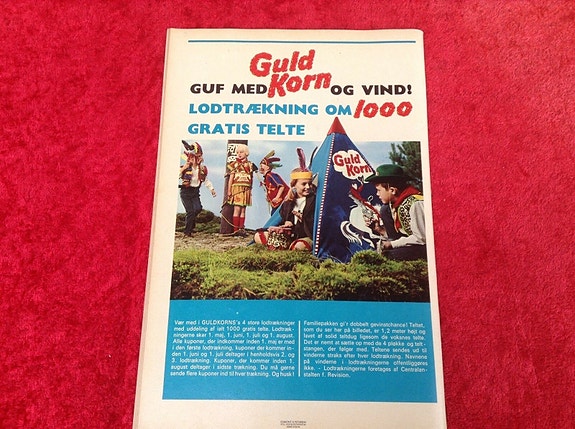 Guld Korn
GUF MED OG VIND!
LODTRÆKNING OM 1000
GRATIS TELTE
Guld
Korn
Vær med i GULDKORNS's 4 store lodtrækninger
med uddeling af ialt 1000 gratis telte. Lodtræk-
ningerne sker 1. maj, 1. juni, 1. juli og 1. august.
Alle kuponer, der indkommer inden 1. maj er med
i den første lodtrækning, kuponer der kommer in-
den 1. juni og 1. juli deltager i henholdsvis 2. og
3. lodtrækning. Kuponer, der kommer inden 1.
august deltager i sidste trækning. Du må gerne
sende flere kuponer ind til hver trækning. Og husk!
Familiepakken gi'r dobbelt gevinstchance! Teltet,
som du ser her på billedet, er 1,2 meter højt og
lavet af solid teltdug ligesom de voksnes telte.
Det er nemt at sætte op med de 4 pløkke og telt-
stangen, der følger med. Teltene sendes ud til
vinderne straks efter hver lodtrækning. Navnene
på vinderne i lodtrækningerne offentliggøres
ikke. - Lodtrækningerne foretages af Centralan-
stalten f. Revision.